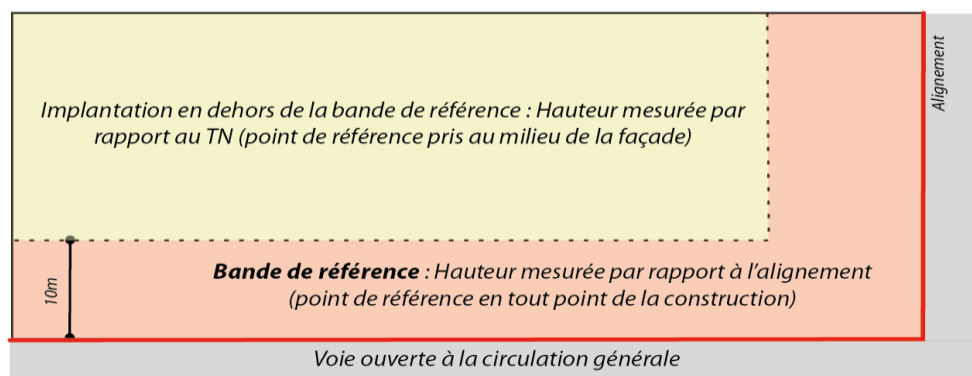 Implantation en dehors de la bande de référence : Hauteur mesurée par
rapport au TN (point de référence pris au milieu de la façade)
Alignement
10m
Bande de référence : Hauteur mesurée par rapport à l'alignement
(point de référence en tout point de la construction)
Voie ouverte à la circulation générale